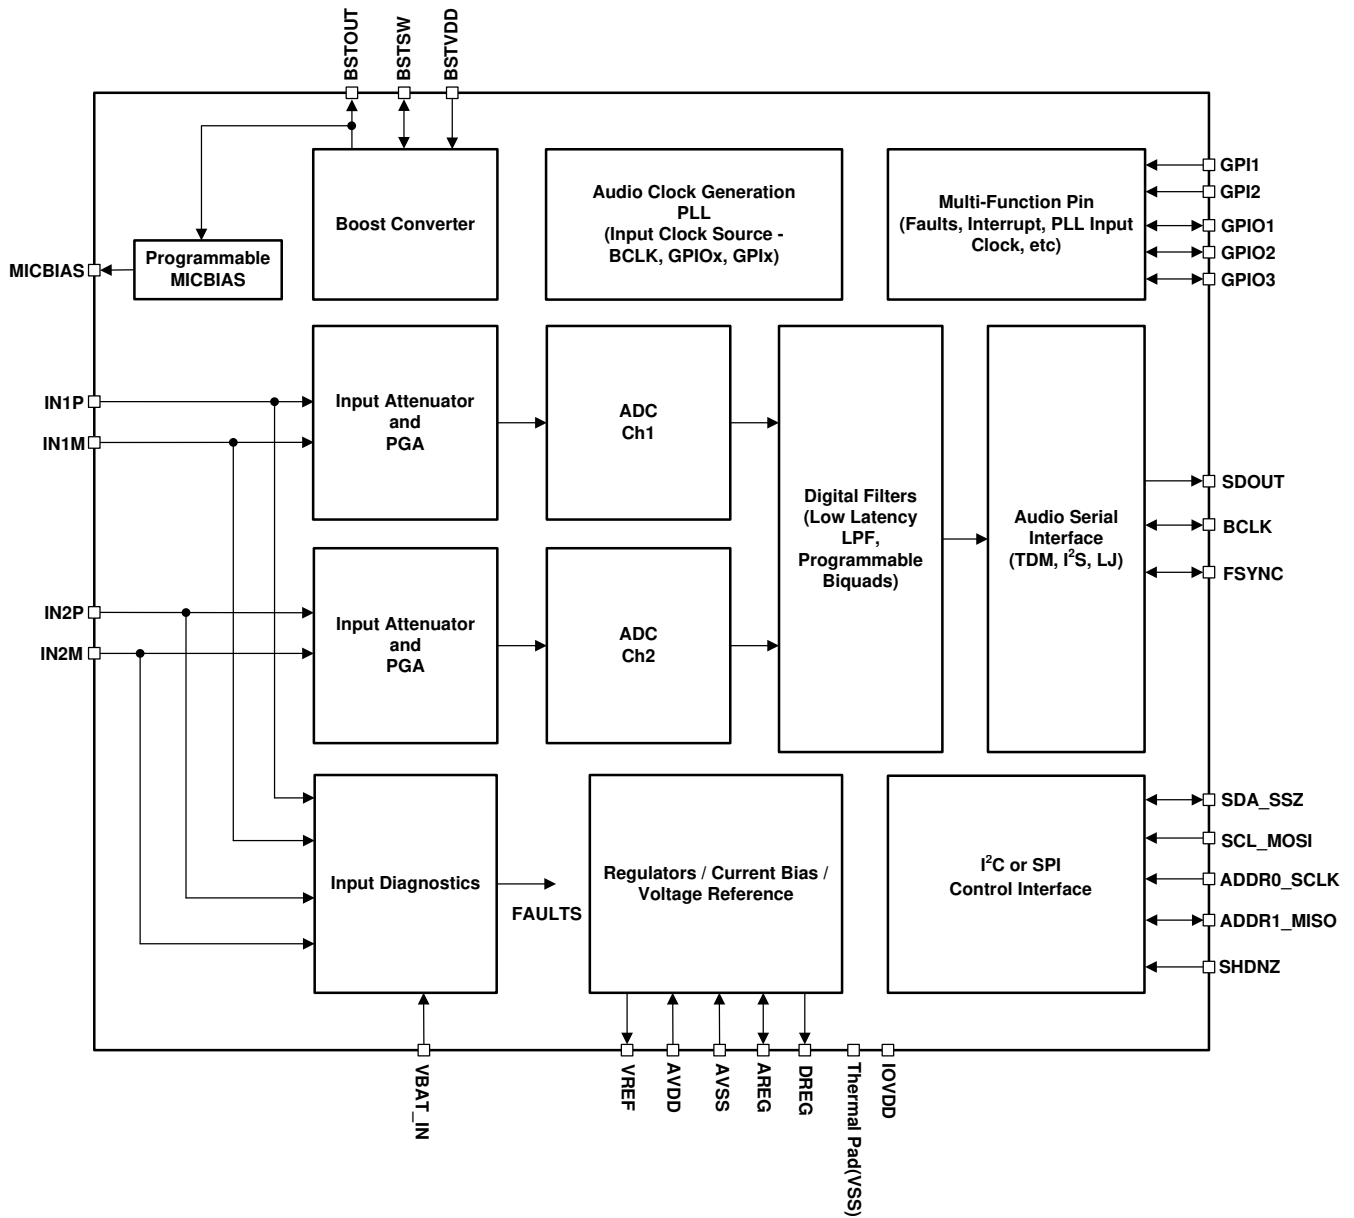 BSTOUT
BSTSW
BSTVDD
Boost Converter
Audio Clock Generation
PLL
(Input Clock Source -
BCLK, GPIOx, GPIx)
Multi-Function Pin
(Faults, Interrupt, PLL Input
Clock, etc)
GPI1
GPI2
GPIO1
GPIO2
GPIO3
MICBIAS
Programmable
MICBIAS
IN1P
IN1M
IN2P
IN2M
Input Attenuator
and
PGA
ADC
Ch1
Input Attenuator
and
PGA
ADC
Ch2
Digital Filters
(Low Latency
LPF,
Programmable
Biquads)
Audio Serial
Interface
(TDM, I²S, LJ)
SDOUT
BCLK
FSYNC
Input Diagnostics
FAULTS
Regulators / Current Bias /
Voltage Reference
I²C or SPI
Control Interface
SDA_SSZ
SCL_MOSI
ADDR0_SCLK
ADDR1_MISO
SHDNZ
VBAT_IN
VREF
AVDD
AVSS
AREG
DREG
Thermal Pad(VSS)
IOVDD